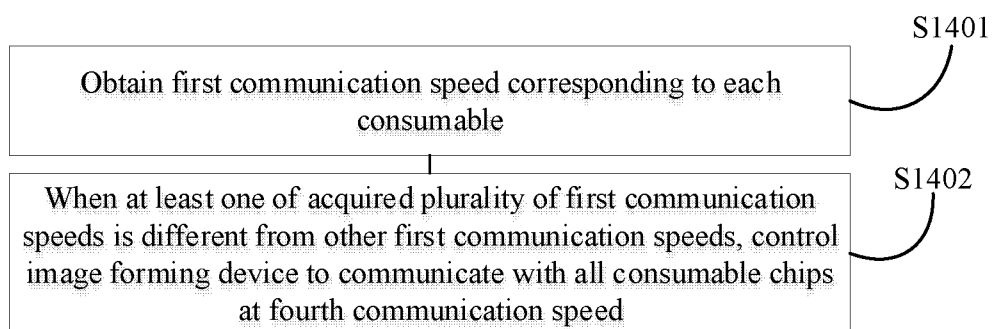 S1401
Obtain first communication speed corresponding to each
consumable
S1402
When at least one of acquired plurality of first communication
speeds is different from other first communication speeds, control
image forming device to communicate with all consumable chips
at fourth communication speed